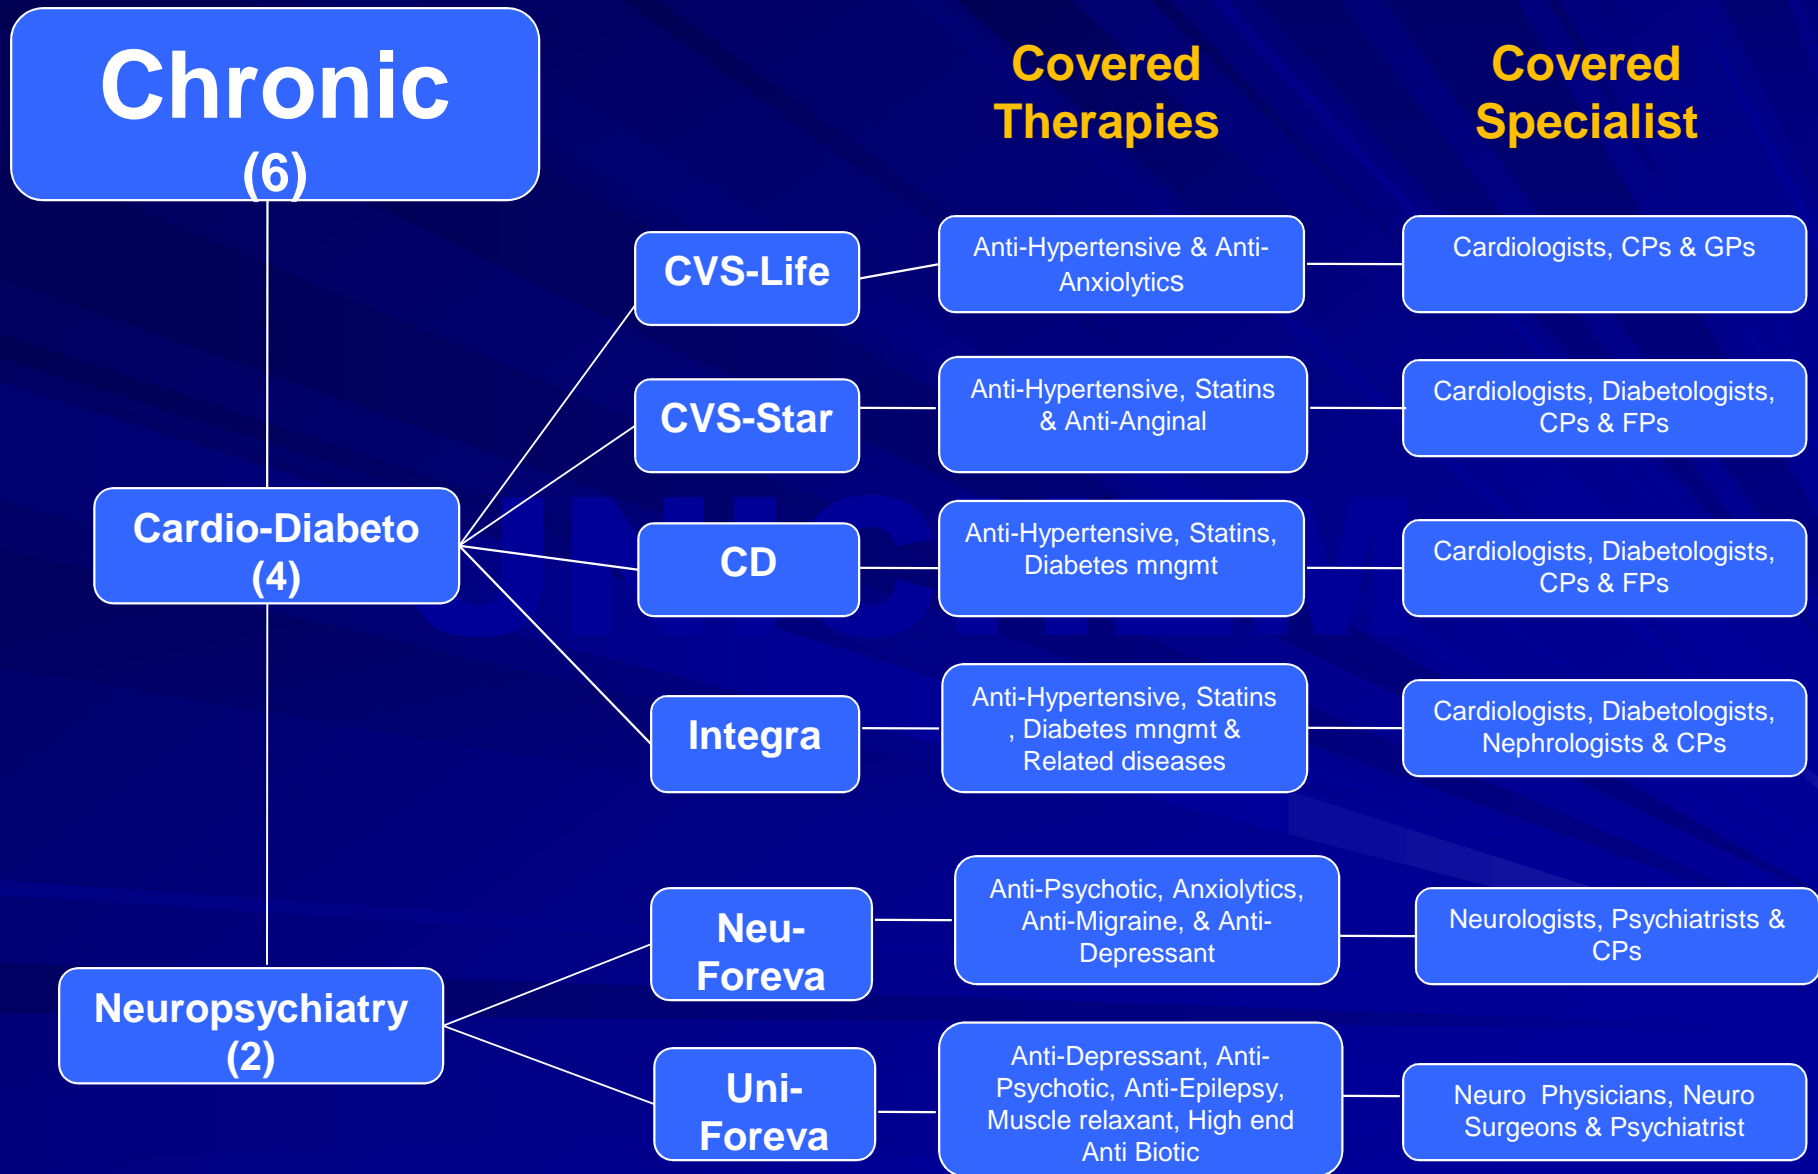 Chronic
(6)
Covered
Therapies
Covered
Specialist
CVS-Life
Anti-Hypertensive & Anti-
Anxiolytics
Cardiologists, CPs & GPs
CVS-Star
Anti-Hypertensive, Statins
& Anti-Anginal
Cardiologists, Diabetologists,
CPs & FPs
Cardio-Diabeto
(4)
CD
Anti-Hypertensive, Statins,
Diabetes mngmt
Cardiologists, Diabetologists,
CPs & FPs
UNICHEM
Integra
Anti-Hypertensive, Statins
, Diabetes mngmt &
Related diseases
Cardiologists, Diabetologists,
Nephrologists & CPs
Neuropsychiatry
(2)
Neu-
Foreva
Anti-Psychotic, Anxiolytics,
Anti-Migraine, & Anti-
Depressant
Neurologists, Psychiatrists &
CPs
Uni-
Foreva
Anti-Depressant, Anti-
Psychotic, Anti-Epilepsy,
Muscle relaxant, High end
Anti Biotic
Neuro  Physicians, Neuro
Surgeons & Psychiatrist